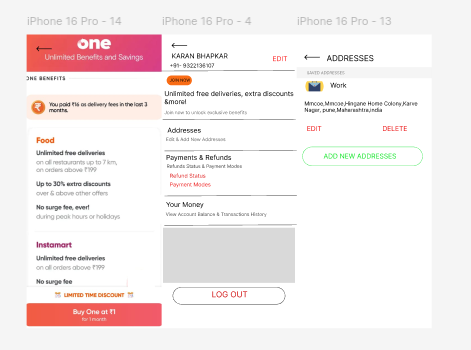 iPhone 16 Pro - 14
one
Unlimited Benefits and Savings
ONE BENEFITS
You paid ₹16 as delivery fees in the last 3
months.
Food
Unlimited free deliveries
on all restaurants up to 7 km,
on orders above ₹199
Up to 30% extra discounts
over & above other offers
No surge fee, ever!
during peak hours or holidays
Instamart
Unlimited free deliveries
on all orders above ₹199
No surge fee
LIMITED TIME DISCOUNT
Buy One at ₹1
for 1 month
iPhone 16 Pro - 4
KARAN BHAPKAR
EDIT
+91- 9322136107
JOIN NOW
Unlimited free deliveries, extra discounts
&more!
Join now to unlock exclusive benefits
Addresses
Edit & Add New Addresses
Payments & Refunds
Refunds Status & Payment Modes
Refund Status
Payment Modes
Your Money
View Account Balance & Transactions History
LOG OUT
iPhone 16 Pro - 13
ADDRESSES
SAVED ADDRESSES
Work
Mmcoe,Mmcoe,Hingane Home Colony,Karve
Nagar, pune,Maharashtra,india
EDIT
DELETE
ADD NEW ADDRESSES